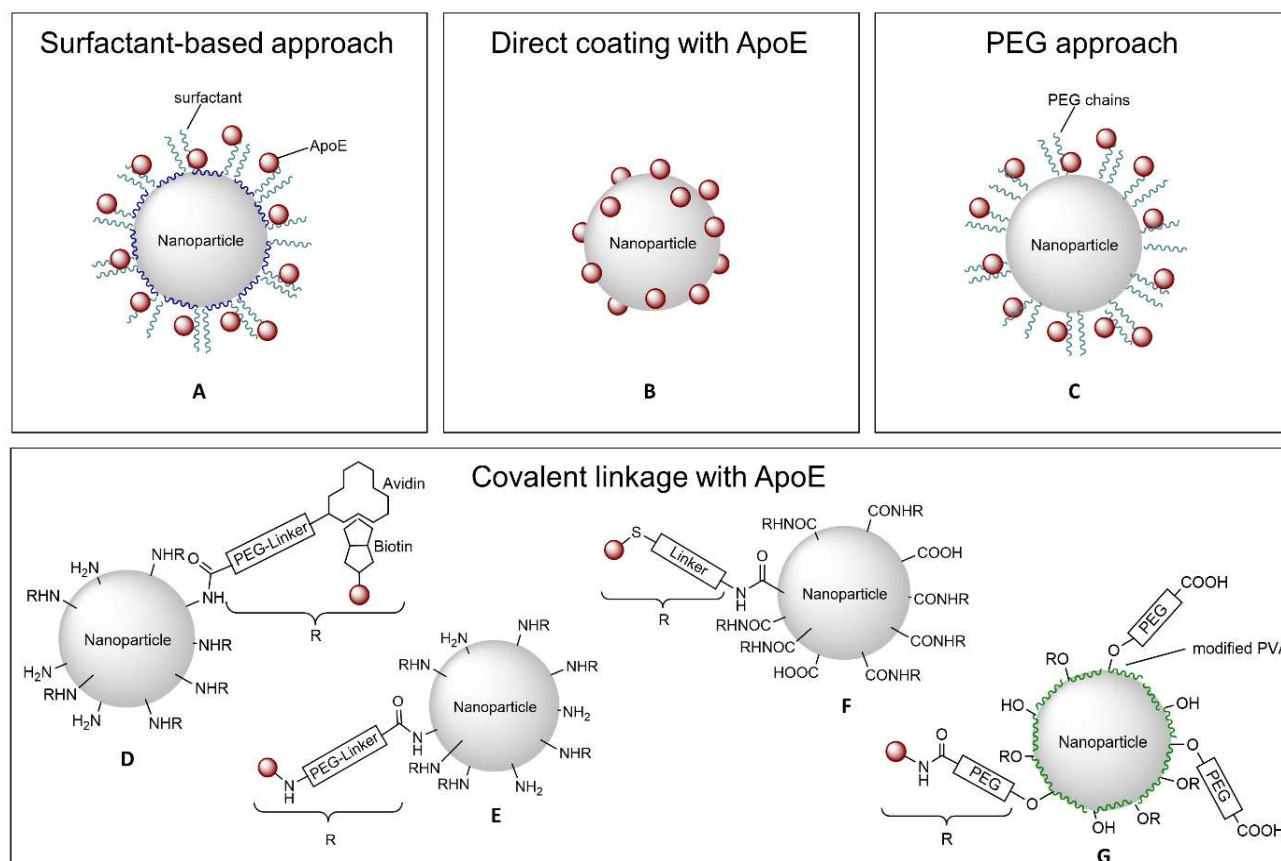 Surfactant-based approach
surfactant
ApoE
Nanoparticle
A
Direct coating with ApoE
Nanoparticle
B
PEG approach
PEG chains
Nanoparticle
C
Covalent linkage with ApoE
Avidin
PEG-Linker
Biotin
O
NH
NHR
H2N
RHN
Nanoparticle
NHR
H2N
RHN
NHR
H2N
NHR
R
D
NHR
H2N
RHN
NHR
O
N
H
Nanoparticle
PEG-Linker
N
H
NH2
RHN
RHN
NH2
NHR
R
E
CONHR
RHNOC
S
Linker
O
N
H
COOH
Nanoparticle
CONHR
RHNOC
RHNOC
CONHR
HOOC
CONHR
R
F
COOH
PEG
O
RO
modified PVA
HO
OH
Nanoparticle
O
PEG
COOH
O
N
H
PEG
O
RO
OR
OR
OH
R
G